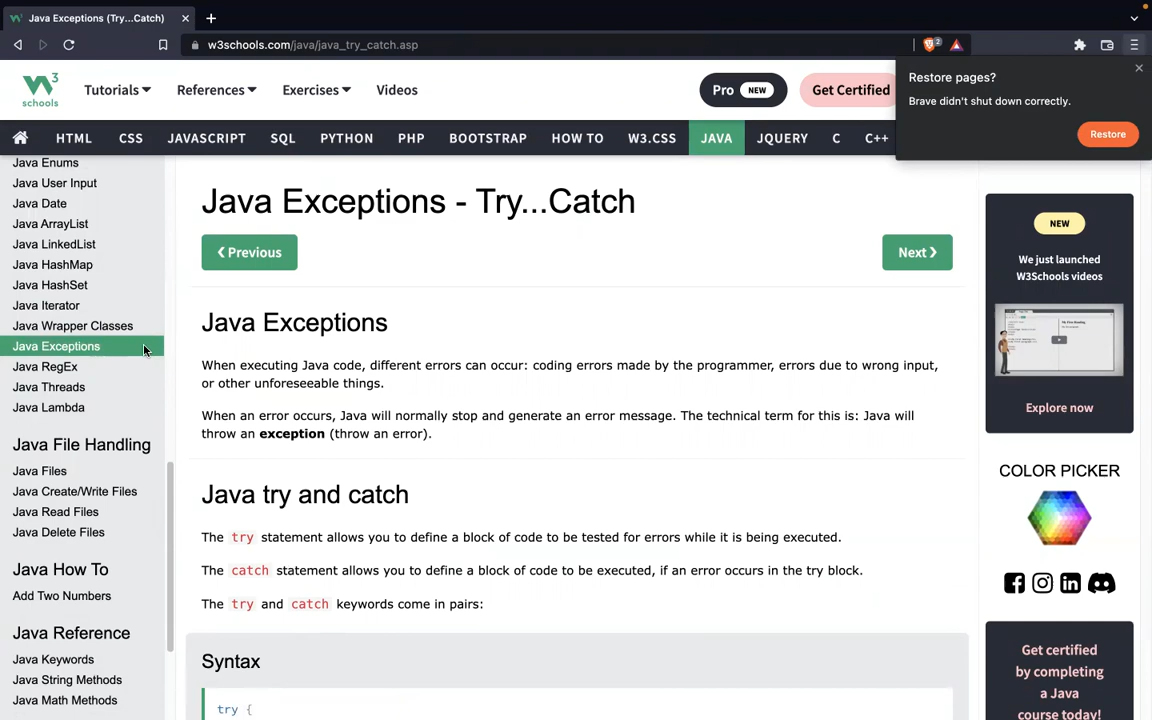 Java Exceptions (Try...Catch)
w3schools.com/java/java_try_catch.asp
2
Restore pages?
Brave didn't shut down correctly.
Restore
W3
schools
Tutorials
References
Exercises
Videos
Pro NEW
Get Certified
HTML
CSS
JAVASCRIPT
SQL
PYTHON
PHP
BOOTSTRAP
HOW TO
W3.CSS
JAVA
JQUERY
C
C++
Java Enums
Java User Input
Java Date
Java ArrayList
Java LinkedList
Java HashMap
Java HashSet
Java Iterator
Java Wrapper Classes
Java Exceptions
Java RegEx
Java Threads
Java Lambda
Java File Handling
Java Files
Java Create/Write Files
Java Read Files
Java Delete Files
Java How To
Add Two Numbers
Java Reference
Java Keywords
Java String Methods
Java Math Methods
Java Exceptions - Try...Catch
❮ Previous
Next ❯
Java Exceptions
When executing Java code, different errors can occur: coding errors made by the programmer, errors due to wrong input,
or other unforeseeable things.
When an error occurs, Java will normally stop and generate an error message. The technical term for this is: Java will
throw an exception (throw an error).
Java try and catch
The try statement allows you to define a block of code to be tested for errors while it is being executed.
The catch statement allows you to define a block of code to be executed, if an error occurs in the try block.
The try and catch keywords come in pairs:
Syntax
try {
NEW
We just launched
W3Schools videos
Explore now
COLOR PICKER
Get certified
by completing
a Java
course today!